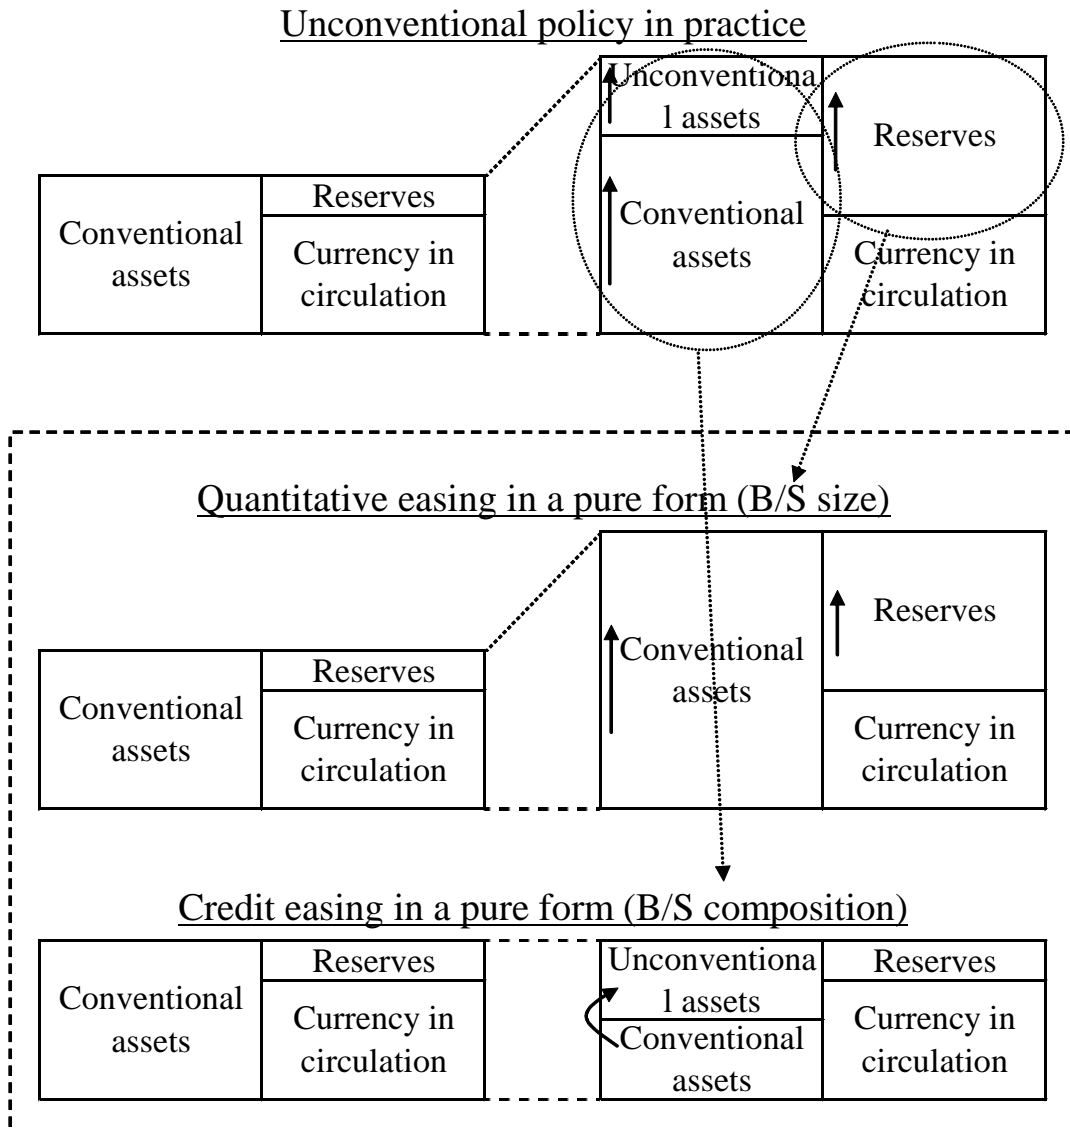 Unconventional policy in practice
Unconventiona
l assets
Reserves
Conventional
assets
Reserves
Currency in
circulation
Conventional
assets
Currency in
circulation
Quantitative easing in a pure form (B/S size)
Conventional
assets
Reserves
Currency in
circulation
Conventional
assets
Reserves
Currency in
circulation
Credit easing in a pure form (B/S composition)
Conventional
assets
Reserves
Currency in
circulation
Unconventiona
l assets
Conventional
assets
Reserves
Currency in
circulation